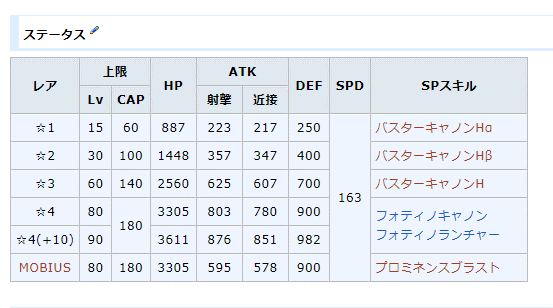 ステータス
レア 上限 HP ATK DEF SPD SPスキル
Lv CAP 射撃 近接
☆1 15 60 887 223 217 250 163 バスターキャノンHα
☆2 30 100 1448 357 347 400 バスターキャノンHβ
☆3 60 140 2560 625 607 700 バスターキャノンH
☆4 80 180 3305 803 780 900 フォティノキャノン
フォティノランチャー
☆4(+10) 90 3611 876 851 982
MOBIUS 80 180 3305 595 578 900 プロミネンスブラスト